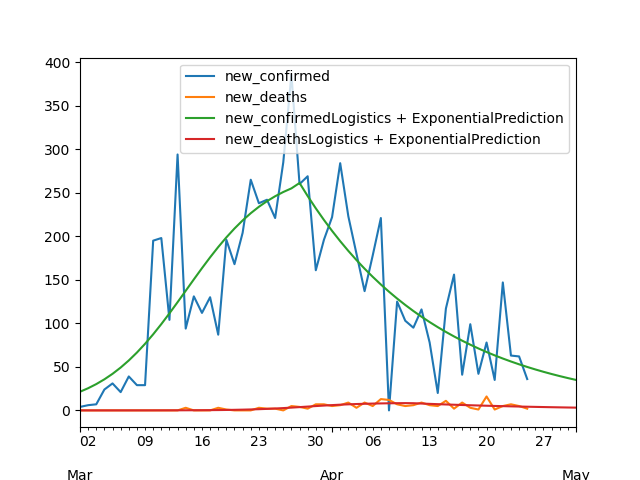 400
350
300
250
200
150
100
50
0
new_confirmed
new_deaths
new_confirmedLogistics + ExponentialPrediction
new_deathsLogistics + ExponentialPrediction
02 09 16 23 30 06 13 20 27
Mar Apr May